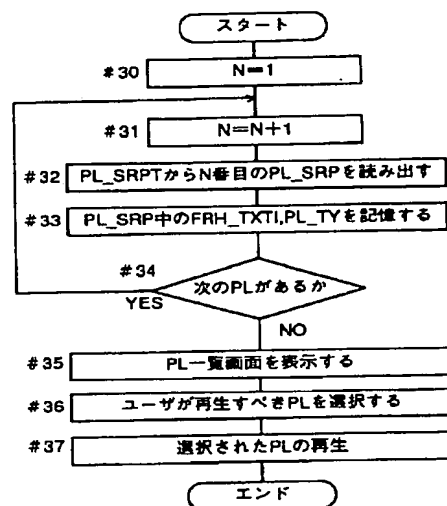 スタート
#30 N=1
#31 N=N+1
#32 PL_SRPTからN番目のPL_SRPを読み出す
#33 PL_SRP中のFRH_TXTI,PL_TYを記憶する
#34
次のPLがあるか
YES
NO
#35 PL一覧画面を表示する
#36 ユーザが再生すべきPLを選択する
#37 選択されたPLの再生
エンド